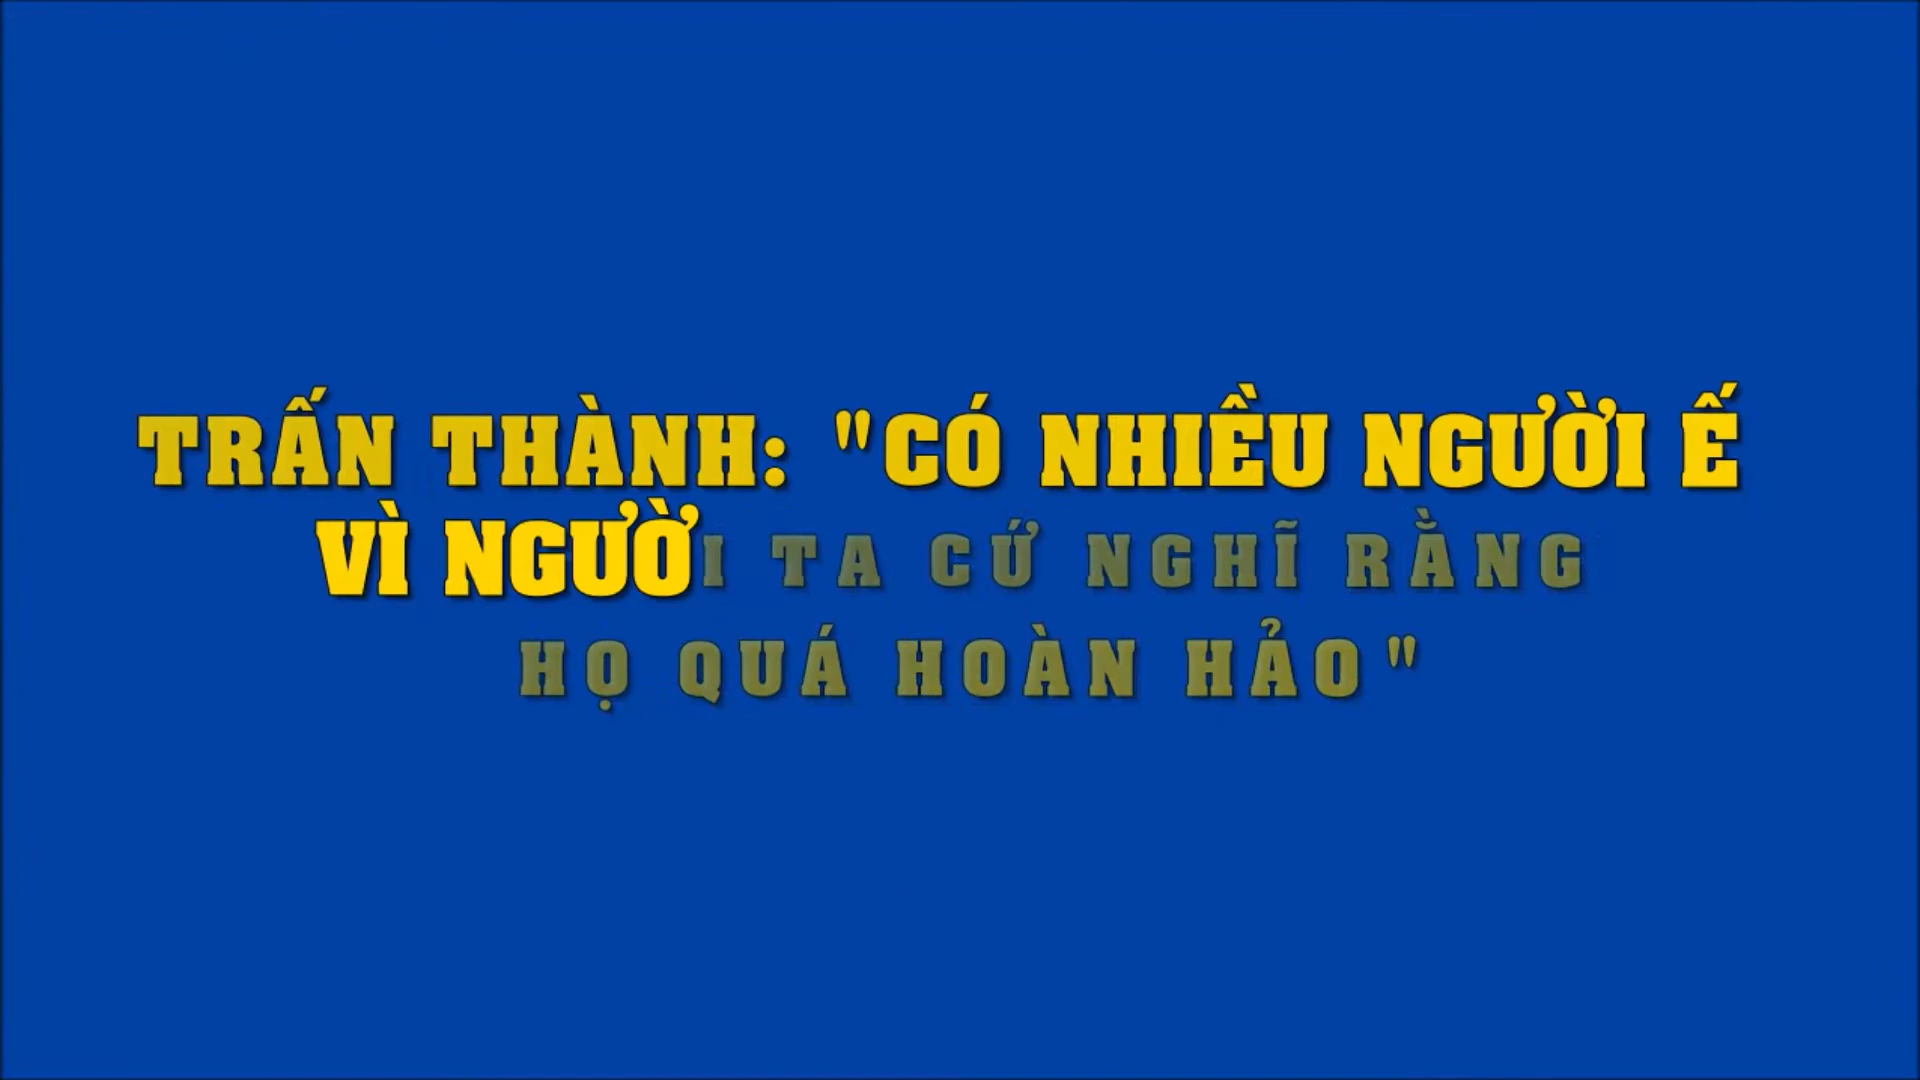 TRẤN THÀNH: "CÓ NHIỀU NGƯỜI Ế
VÌ NGƯỜI TA CỨ NGHĨ RẰNG
HỌ QUÁ HOÀN HẢO"